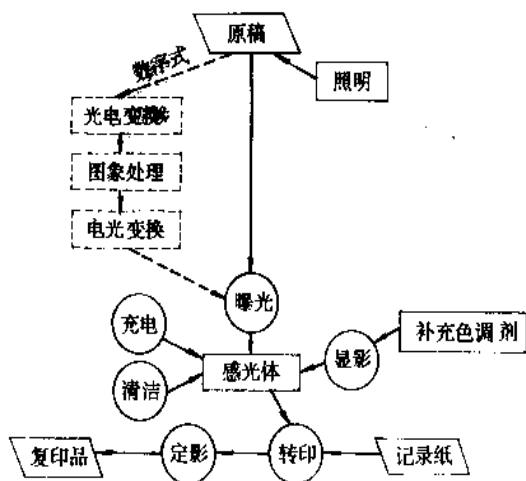 原稿
数字式
照明
光电变换
图象处理
电光变换
曝光
充电
补充色调剂
显影
感光体
清洁
复印品
定影
转印
记录纸